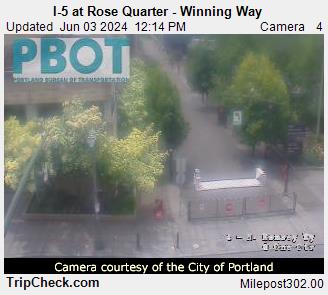 I-5 at Rose Quarter - Winning Way
Updated Jun 03 2024 12:14 PM Camera 4
PBOT
PORTLAND BUREAU OF TRANSPORTATION
Camera courtesy of the City of Portland
TripCheck.com Milepost302.00